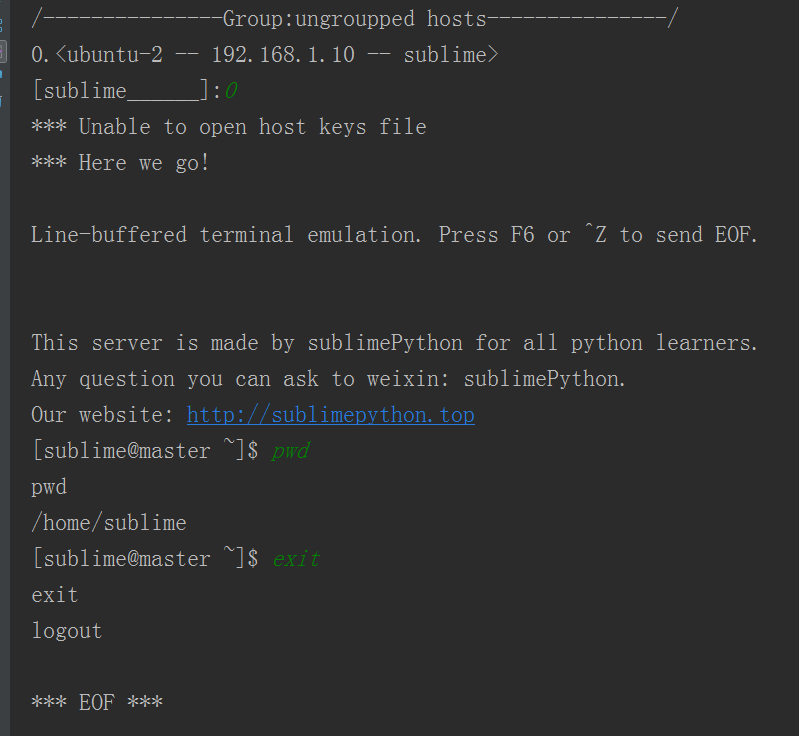 /---------------Group:ungroupped hosts---------------/
0.<ubuntu-2 -- 192.168.1.10 -- sublime>
[sublime______]:0
*** Unable to open host keys file
*** Here we go!
Line-buffered terminal emulation. Press F6 or ^Z to send EOF.
This server is made by sublimePython for all python learners.
Any question you can ask to weixin: sublimePython.
Our website: http://sublimepython.top
[sublime@master ~]$ pwd
pwd
/home/sublime
[sublime@master ~]$ exit
exit
logout
*** EOF ***